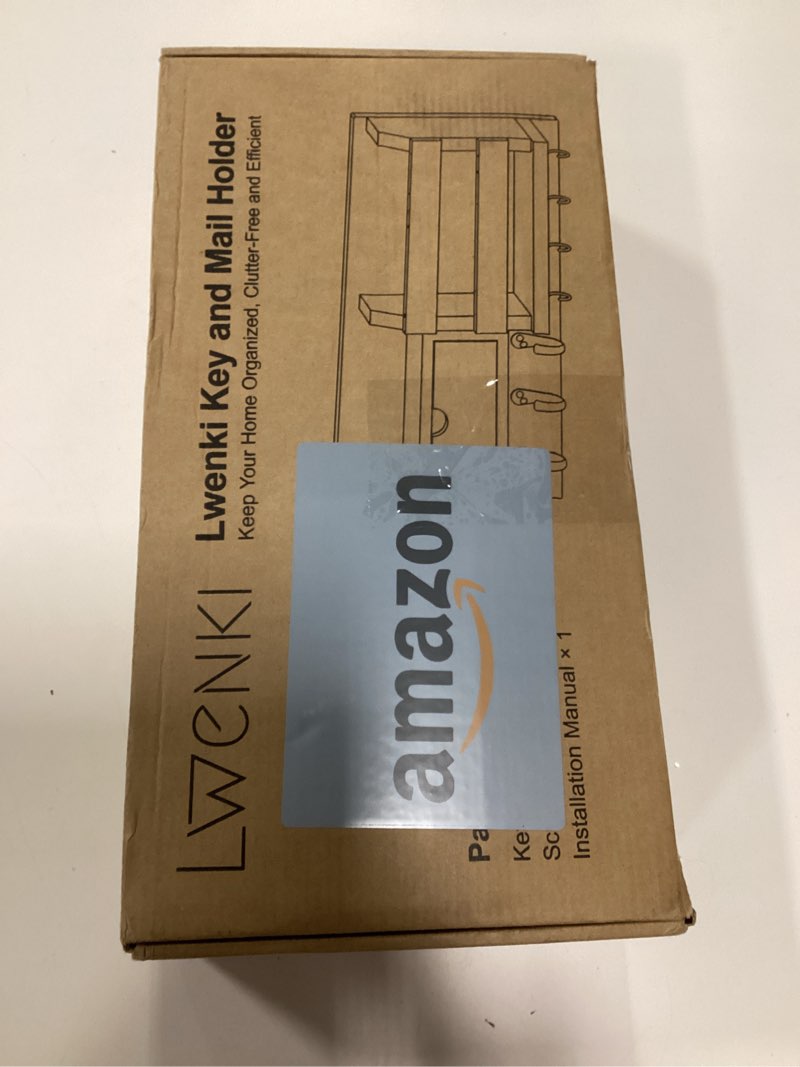 LWENKI
Lwenki Key and Mail Holder
Keep Your Home Organized, Clutter-Free and Efficient
amazon
Installation Manual × 1